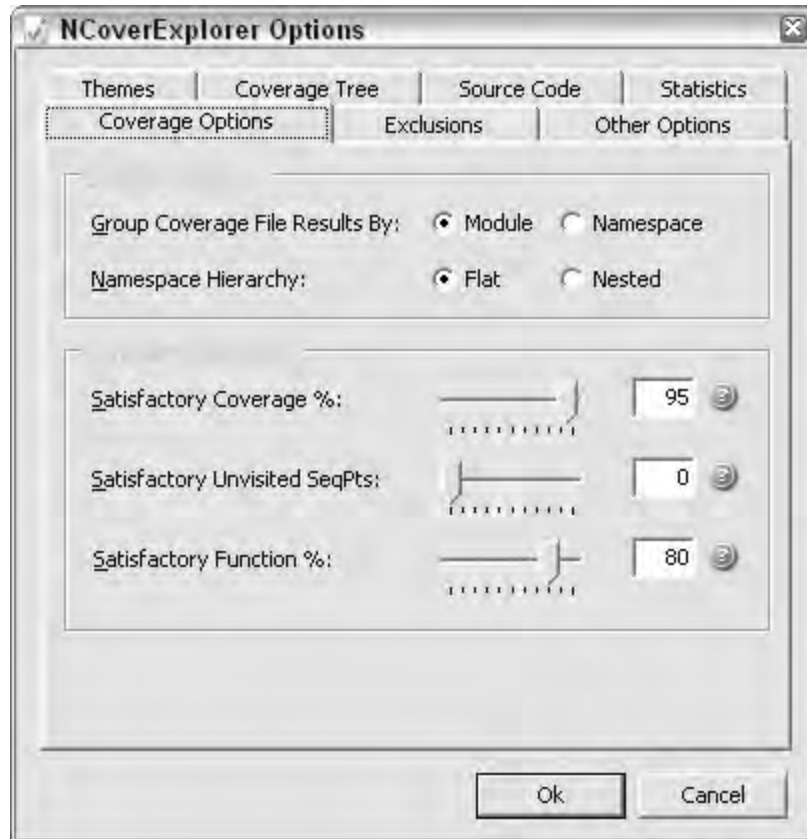 NCoverExplorer Options
Themes Coverage Tree Source Code Statistics
Coverage Options Exclusions Other Options
Group Coverage File Results By: Module Namespace
Namespace Hierarchy: Flat Nested
Satisfactory Coverage %: 95
Satisfactory Unvisited SeqPts: 0
Satisfactory Function %: 80
Ok Cancel